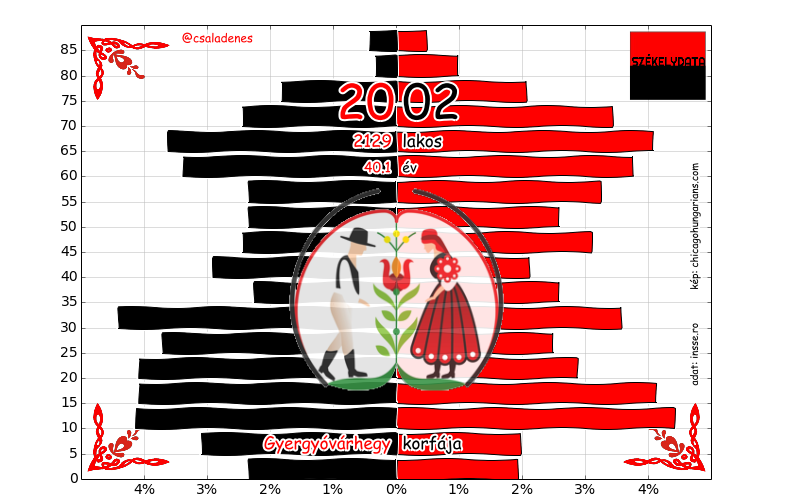 @csaladenes
SZÉKELYDATA
2002
2129 lakos
40.1 év
kép: chicagohungarians.com
adat: insse.ro
Gyergyóvárhegy korfája
85
80
75
70
65
60
55
50
45
40
35
30
25
20
15
10
5
0
4% 3% 2% 1% 0% 1% 2% 3% 4%